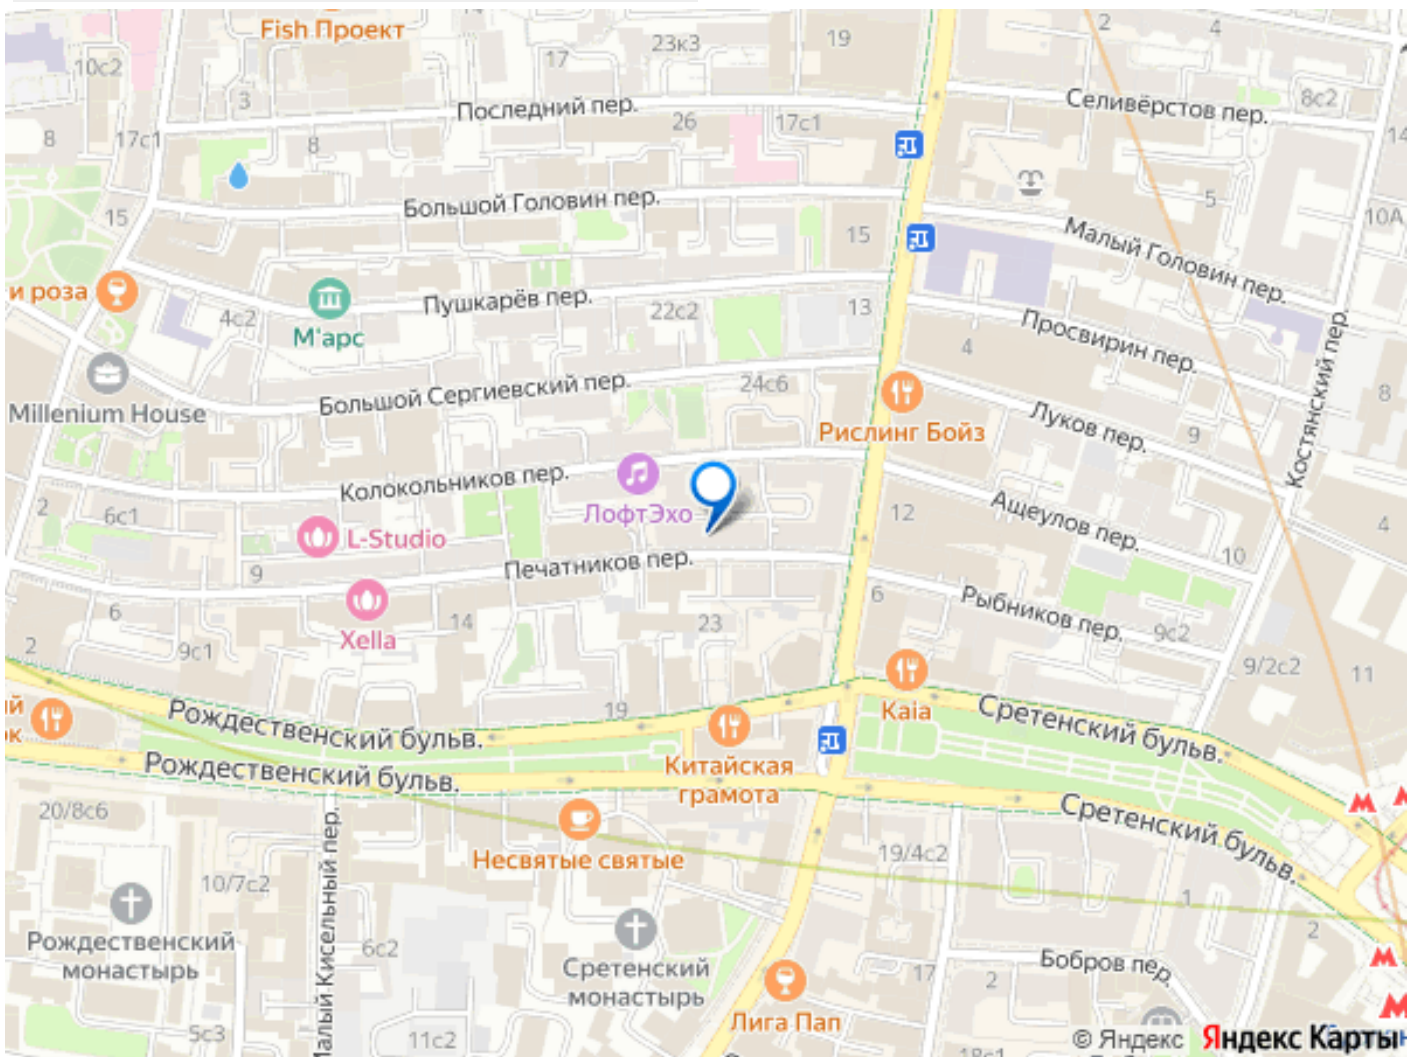 Fish Проект
23к3
19
2
4
10с2
17
3
Последний пер.
Селивёрстов пер.
8с2
8
17с1
8
26
17с1
14
15
Большой Головин пер.
5
10А
15
Малый Головин пер.
и роза
4с2
М'арс
Пушкарёв пер.
22с2
13
Просвирин пер.
4
Millenium House
Большой Сергиевский пер.
24с6
Рислинг Бойз
Луков пер.
9
Костянский пер.
8
2
6с1
Колокольников пер.
ЛофтЭхо
12
Ащеулов пер.
4
L-Studio
10
9
Печатников пер.
6
Xella
14
23
6
Рыбников пер.
9с2
2
9с1
9/2с2
11
19
Kaia
ий
ок
Рождественский бульв.
Сретенский бульв.
Рождественский бульв.
Китайская
грамота
20/8с6
Малый Кисельный пер.
Несвятые святые
Сретенский бульв.
19/4с2
10/7с2
1
Рождественский
монастырь
6с2
Сретенский
монастырь
17
2
Бобров пер.
2
Лига Пап
5с3
11с2
18с1
© Яндекс Яндекс Карты